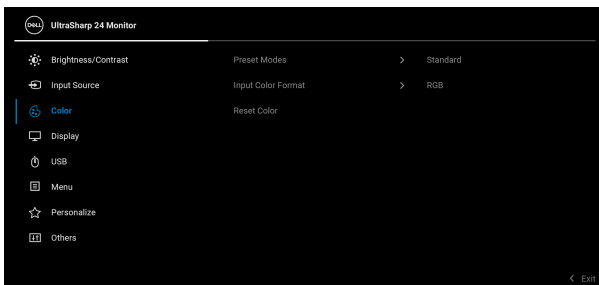 DELL UltraSharp 24 Monitor
Brightness/Contrast Preset Modes > Standard
Input Source Input Color Format > RGB
Color Reset Color
Display
USB
Menu
Personalize
Others
< Exit